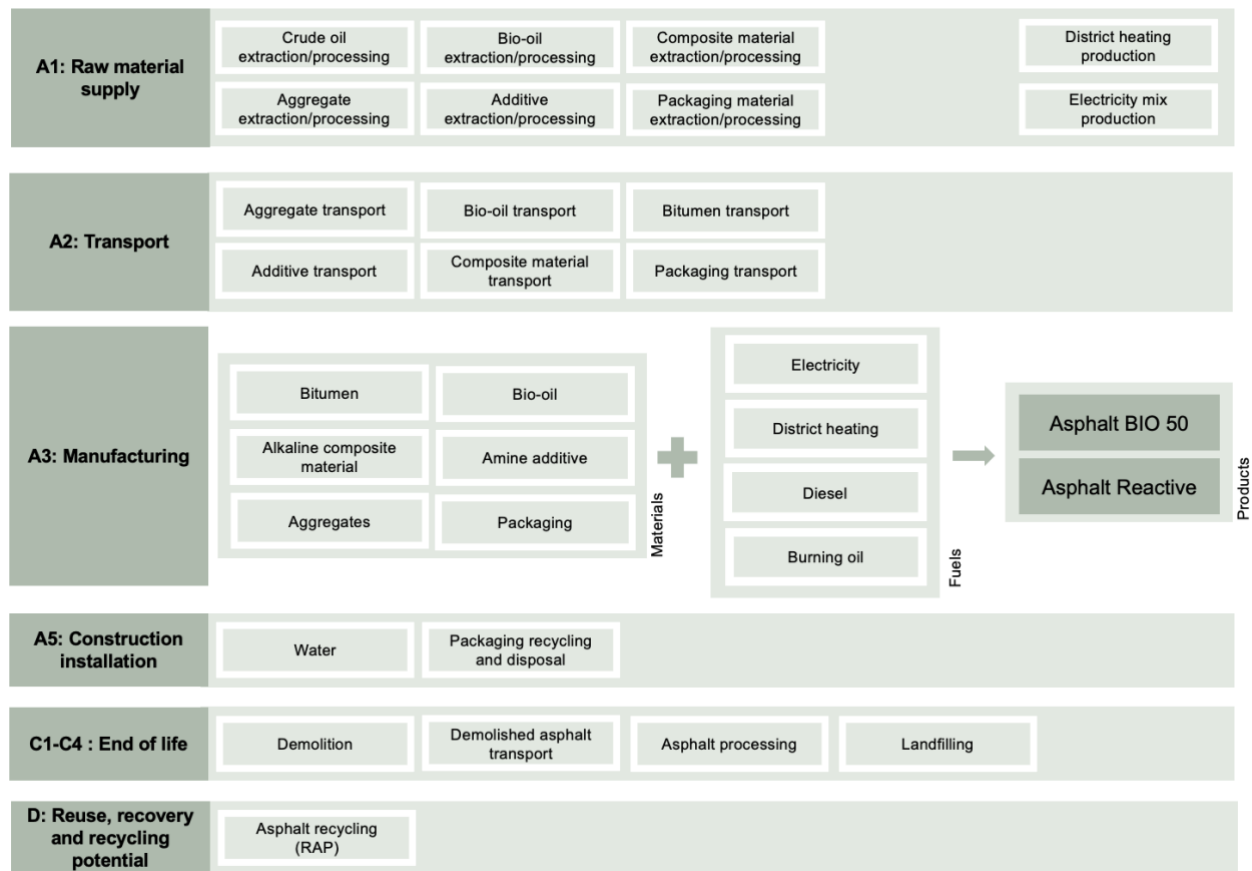 A1: Raw material
supply
Crude oil
extraction/processing
Bio-oil
extraction/processing
Composite material
extraction/processing
District heating
production
Aggregate
extraction/processing
Additive
extraction/processing
Packaging material
extraction/processing
Electricity mix
production
A2: Transport
Aggregate transport
Bio-oil transport
Bitumen transport
Additive transport
Composite material
transport
Packaging transport
A3: Manufacturing
Bitumen
Bio-oil
Alkaline composite
material
Amine additive
Aggregates
Packaging
Materials
Electricity
District heating
Diesel
Burning oil
Fuels
Asphalt BIO 50
Asphalt Reactive
Products
A5: Construction
installation
Water
Packaging recycling
and disposal
C1-C4 : End of life
Demolition
Demolished asphalt
transport
Asphalt processing
Landfilling
D: Reuse, recovery
and recycling
potential
Asphalt recycling
(RAP)